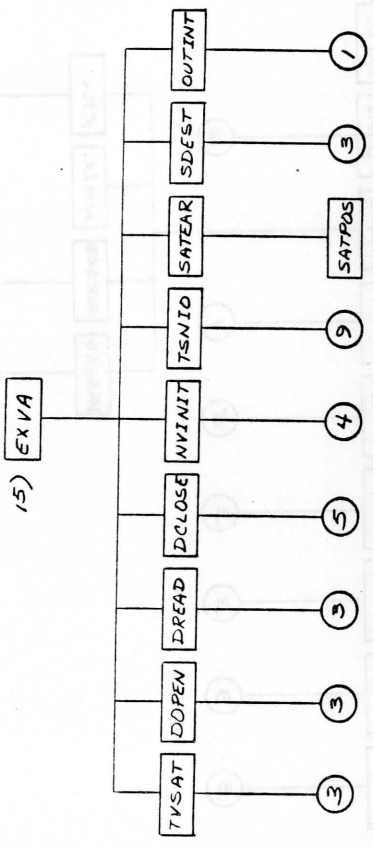 15) EXVA
TVSAT DOPEN DREAD DCLOSE NVINIT TSNIO SATEAR SDEST OUTINT
3 3 3 5 4 9 SATPOS 3 1